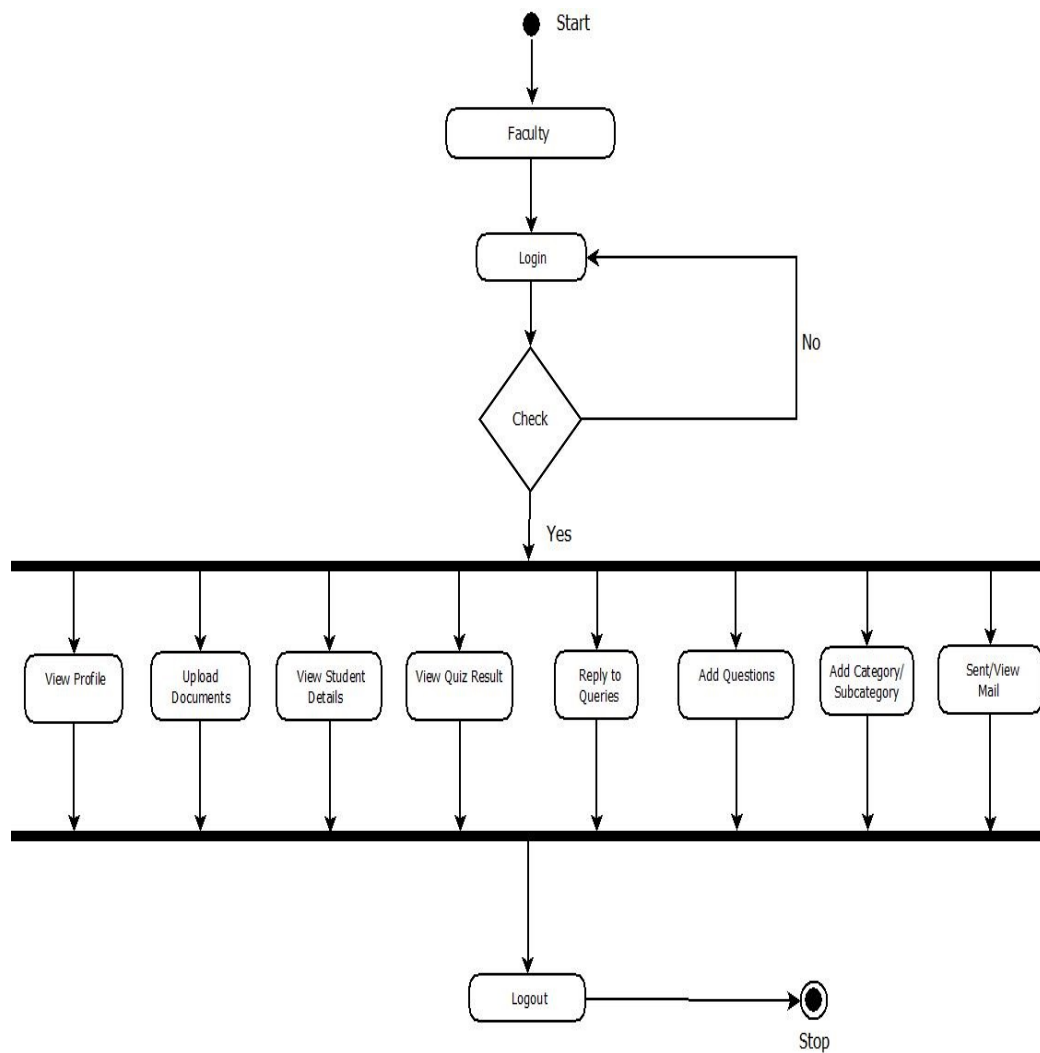 Start
Faculty
Login
No
Check
Yes
View Profile
Upload
Documents
View Student
Details
View Quiz Result
Reply to
Queries
Add Questions
Add Category/
Subcategory
Sent/View
Mail
Logout
Stop